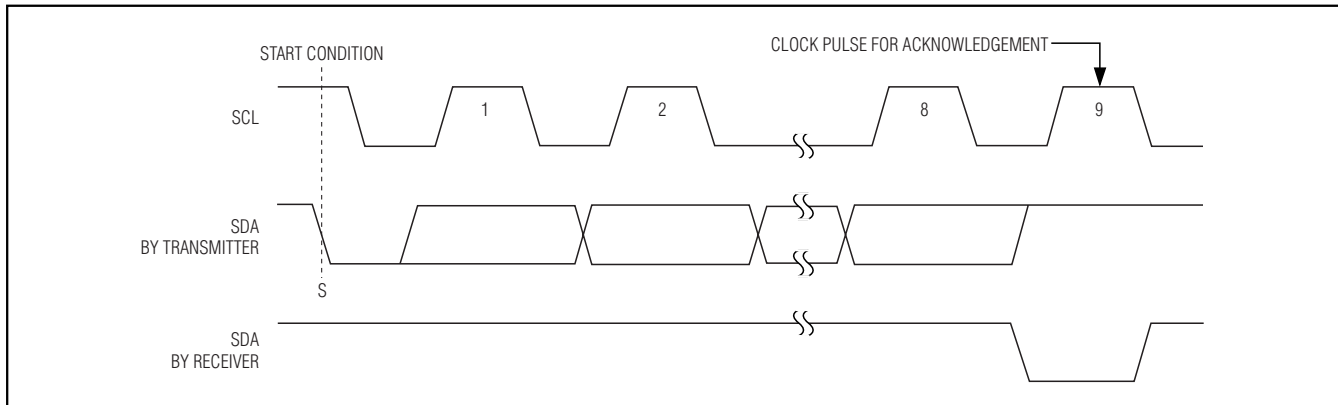 START CONDITION
CLOCK PULSE FOR ACKNOWLEDGEMENT
SCL
1
2
8
9
SDA
BY TRANSMITTER
S
SDA
BY RECEIVER